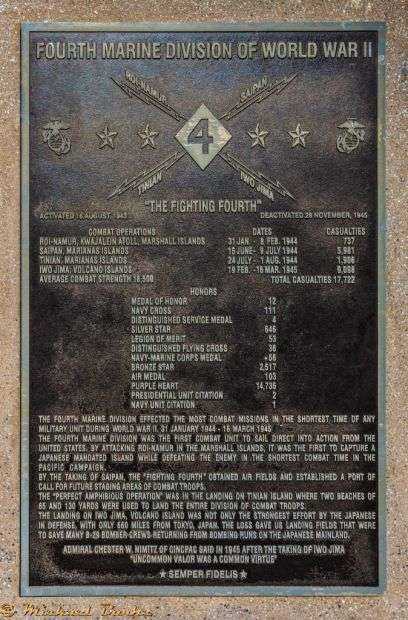 FOURTH MARINE DIVISION OF WORLD WAR II
ROI-NAMUR
SAIPAN
4
TINIAN
IWO JIMA
"THE FIGHTING FOURTH"
ACTIVATED 16 AUGUST, 1943
DEACTIVATED 28 NOVEMBER, 1945
COMBAT OPERATIONS DATES CASUALTIES
ROI-NAMUR, KWAJALEIN ATOLL, MARSHALL ISLANDS 31 JAN - 8 FEB. 1944 737
SAIPAN, MARIANAS ISLANDS 15 JUNE - 9 JULY 1944 5,981
TINIAN, MARIANAS ISLANDS 24 JULY - 1 AUG. 1944 1,906
IWO JIMA, VOLCANO ISLANDS 19 FEB. - 16 MAR. 1945 9,098
AVERAGE COMBAT STRENGTH 18,500 TOTAL CASUALTIES 17,722
HONORS
MEDAL OF HONOR 12
NAVY CROSS 111
DISTINGUISHED SERVICE MEDAL 4
SILVER STAR 646
LEGION OF MERIT 53
DISTINGUISHED FLYING CROSS 36
NAVY-MARINE CORPS MEDAL
BRONZE STAR 2,517
AIR MEDAL 103
PURPLE HEART 14,735
PRESIDENTIAL UNIT CITATION 2
NAVY UNIT CITATION 1
THE FOURTH MARINE DIVISION EFFECTED THE MOST COMBAT MISSIONS IN THE SHORTEST TIME OF ANY
MILITARY UNIT DURING WORLD WAR II. 31 JANUARY 1944 - 16 MARCH 1945.
THE FOURTH MARINE DIVISION WAS THE FIRST COMBAT UNIT TO SAIL DIRECT INTO ACTION FROM THE
UNITED STATES. BY ATTACKING ROI-NAMUR IN THE MARSHALL ISLANDS, IT WAS THE FIRST TO CAPTURE A
JAPANESE MANDATED ISLAND WHILE DEFEATING THE ENEMY IN THE SHORTEST COMBAT TIME IN THE
PACIFIC CAMPAIGN.
BY THE TAKING OF SAIPAN, THE "FIGHTING FOURTH" OBTAINED AIR FIELDS AND ESTABLISHED A PORT OF
CALL FOR FUTURE STAGING AREAS OF COMBAT TROOPS.
THE "PERFECT AMPHIBIOUS OPERATION" WAS IN THE LANDING ON TINIAN ISLAND WHERE TWO BEACHES OF
65 AND 130 YARDS WERE USED TO LAND THE ENTIRE DIVISION OF COMBAT TROOPS.
THE LANDING ON IWO JIMA, VOLCANO ISLAND WAS NOT ONLY THE STRONGEST EFFORT BY THE JAPANESE
IN DEFENSE, WITH ONLY 660 MILES FROM TOKYO, JAPAN. THE LOSS GAVE US LANDING FIELDS THAT WERE
TO SAVE MANY B-29 BOMBER CREWS RETURNING FROM BOMBING RUNS ON THE JAPANESE MAINLAND.
ADMIRAL CHESTER W. NIMITZ OF CINCPAC SAID IN 1945 AFTER THE TAKING OF IWO JIMA
"UNCOMMON VALOR WAS A COMMON VIRTUE"
★ SEMPER FIDELIS ★
© Michael